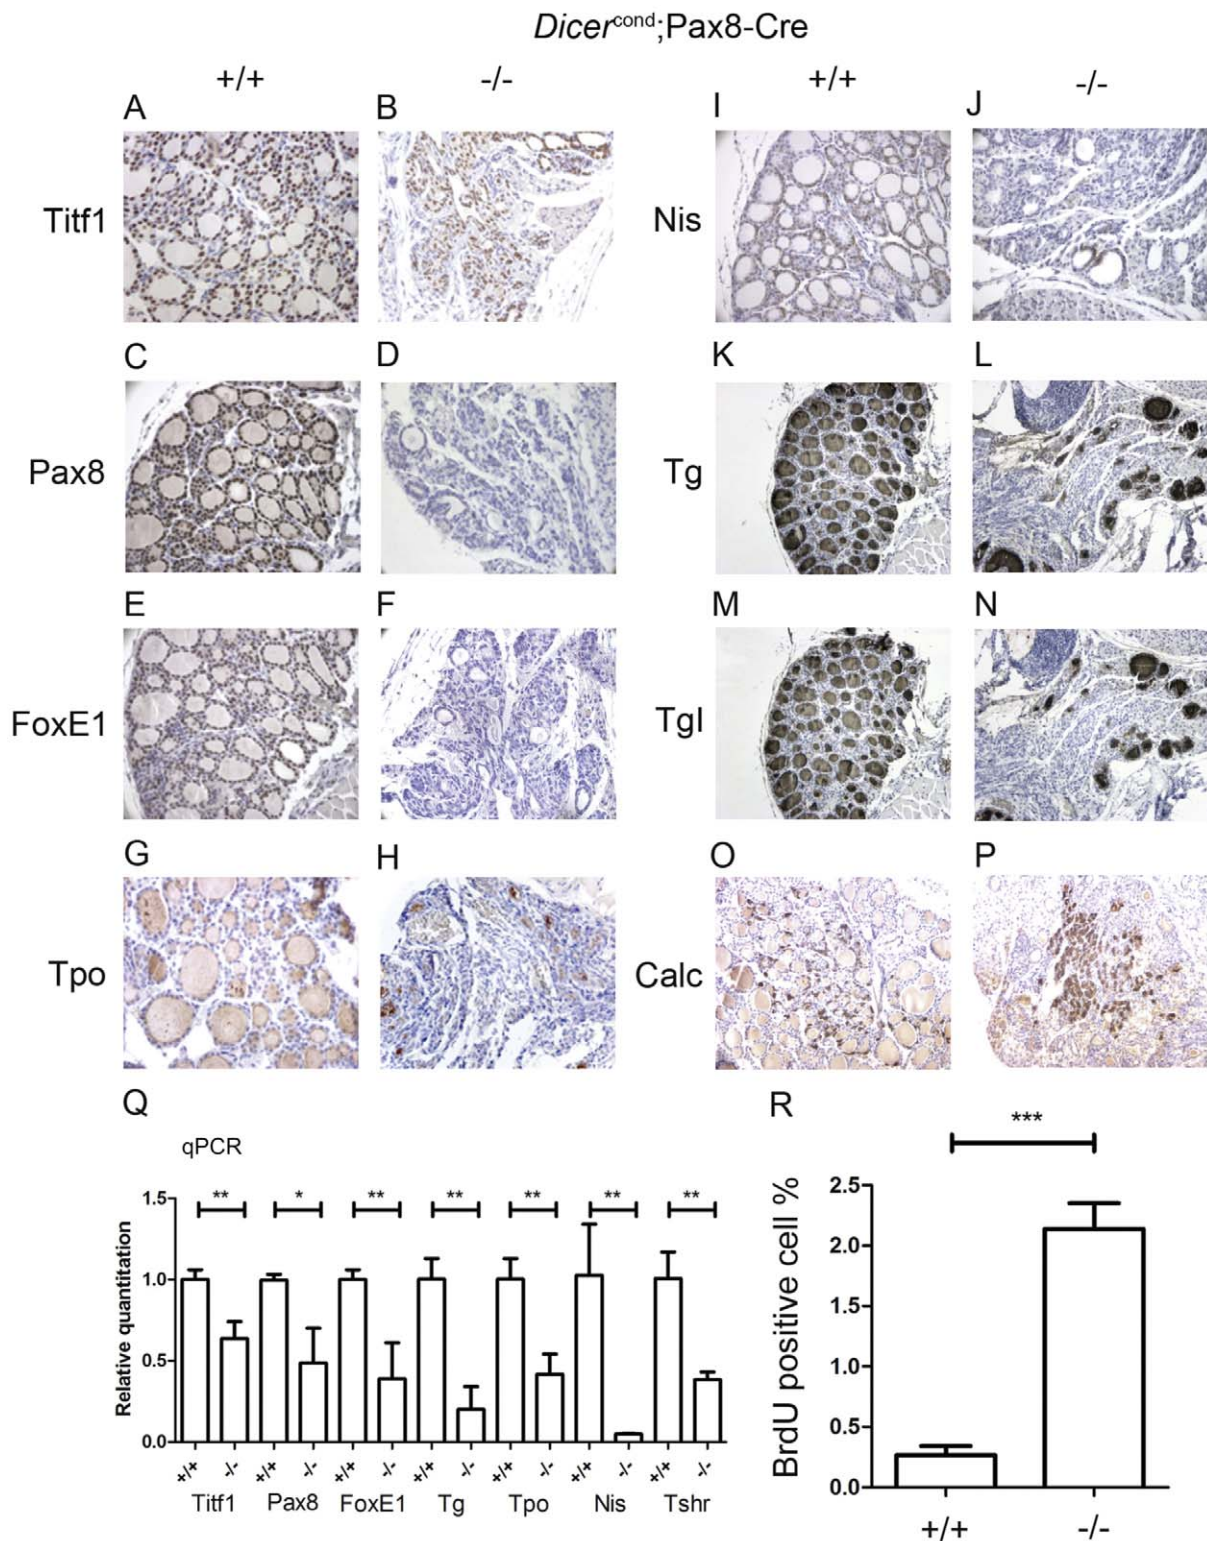 Dicercond;Pax8-Cre
+/+ -/- +/+ -/-
A B I J
Titf1 Nis
C D K L
Pax8 Tg
E F M N
FoxE1 TgI
G H O P
Tpo Calc
Q
qPCR
Relative quantitation
1.5
1.0
0.5
0.0
** * ** ** ** ** **
+/+ -/- +/+ -/- +/+ -/- +/+ -/- +/+ -/- +/+ -/- +/+ -/-
Titf1 Pax8 FoxE1 Tg Tpo Nis Tshr
R
***
BrdU positive cell %
2.5
2.0
1.5
1.0
0.5
0.0
+/+ -/-